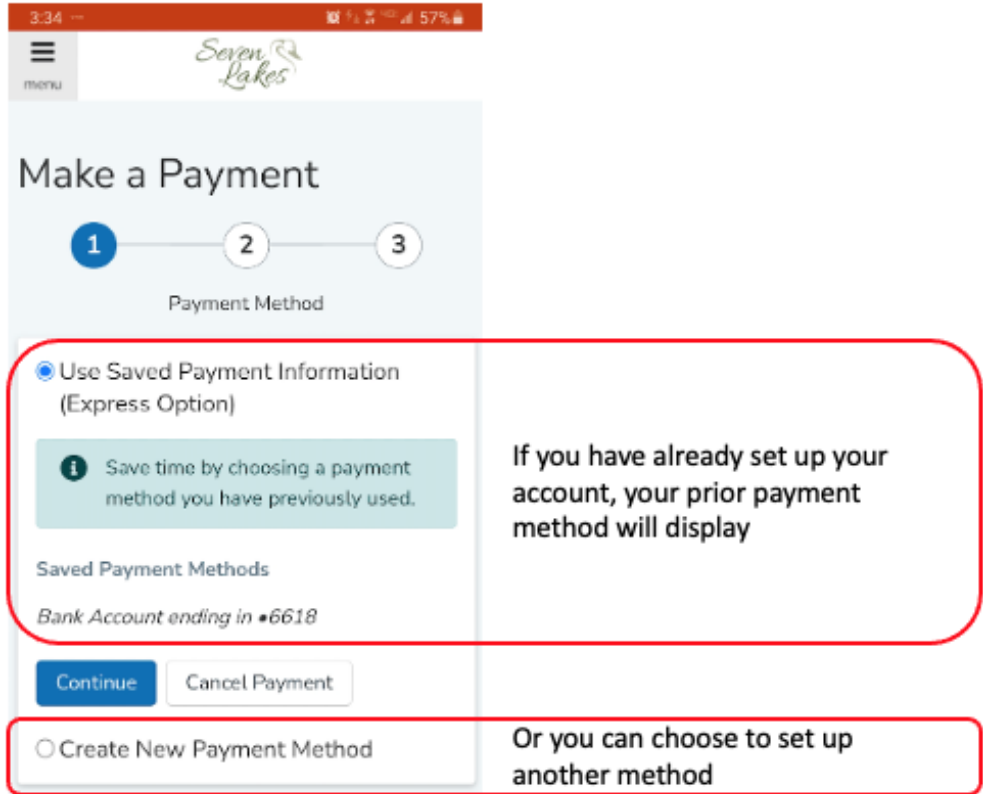 3:34
57%
menu
Seven
Lakes
Make a Payment
1 2 3
Payment Method
Use Saved Payment Information
(Express Option)
Save time by choosing a payment
method you have previously used.
If you have already set up your
account, your prior payment
method will display
Saved Payment Methods
Bank Account ending in •6618
Continue Cancel Payment
Create New Payment Method
Or you can choose to set up
another method